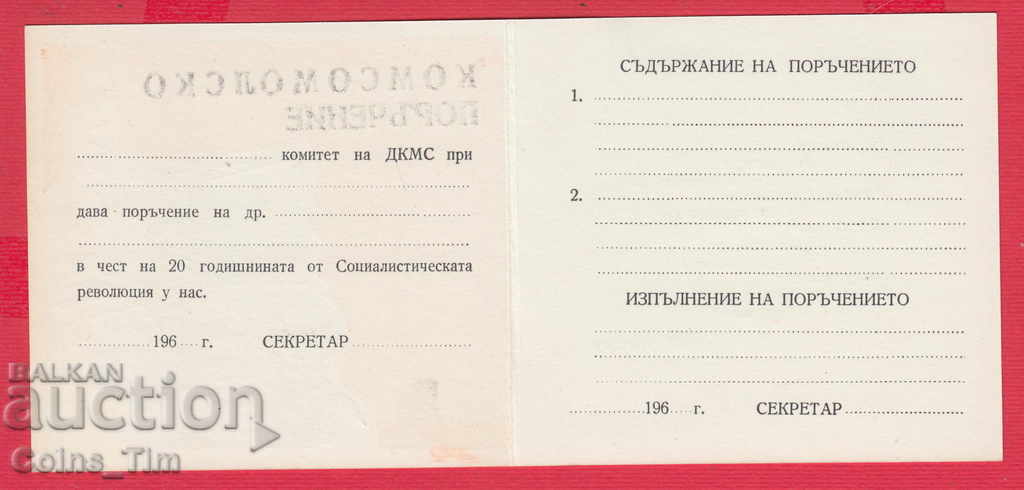 КОМСОМОЛСКО
ПОРЪЧЕНИЕ
комитет на ДКМС при
дава поръчение на др.
в чест на 20 годишнината от Социалистическата
революция у нас.
196 г. СЕКРЕТАР
СЪДЪРЖАНИЕ НА ПОРЪЧЕНИЕТО
1.
2.
ИЗПЪЛНЕНИЕ НА ПОРЪЧЕНИЕТО
196 г. СЕКРЕТАР
BALKAN
auction
Coins_Tim